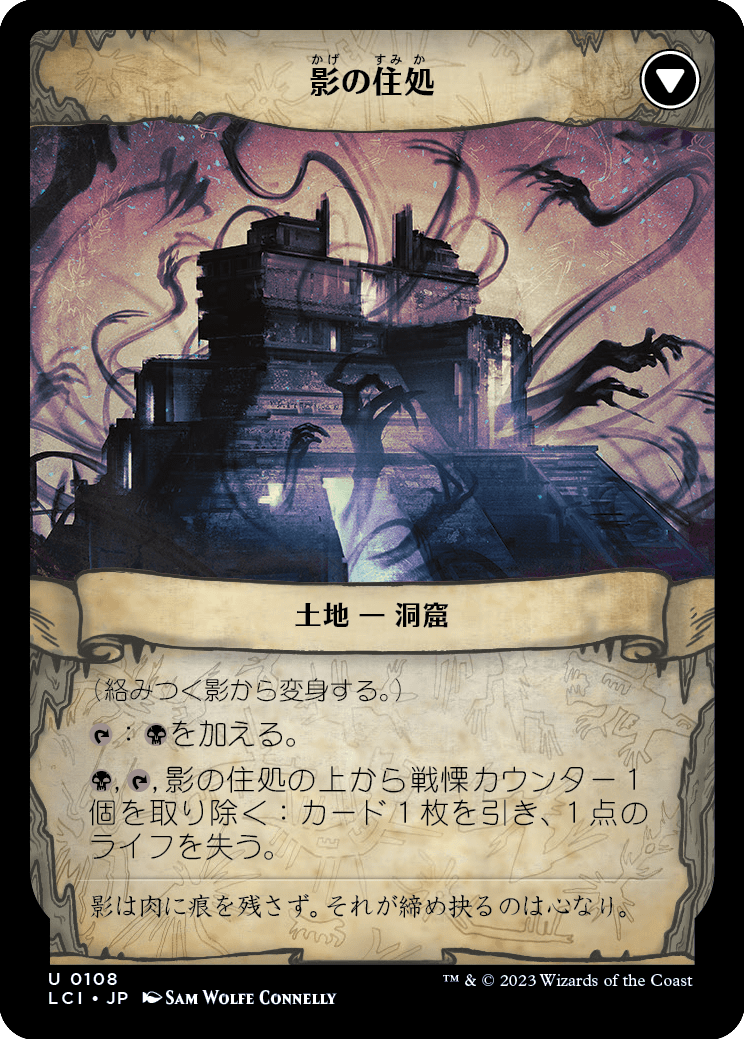 かげ すみか
影の住処
土地 ― 洞窟
(絡みつく影から変身する。)
:を加える。
, , 影の住処の上から戦慄カウンター1
個を取り除く：カード1枚を引き、1点の
ライフを失う。
影は肉に痕を残さず。それが締め抉るのは心なり。
U 0108
LCI • JP SAM WOLFE CONNELLY
™ & © 2023 Wizards of the Coast